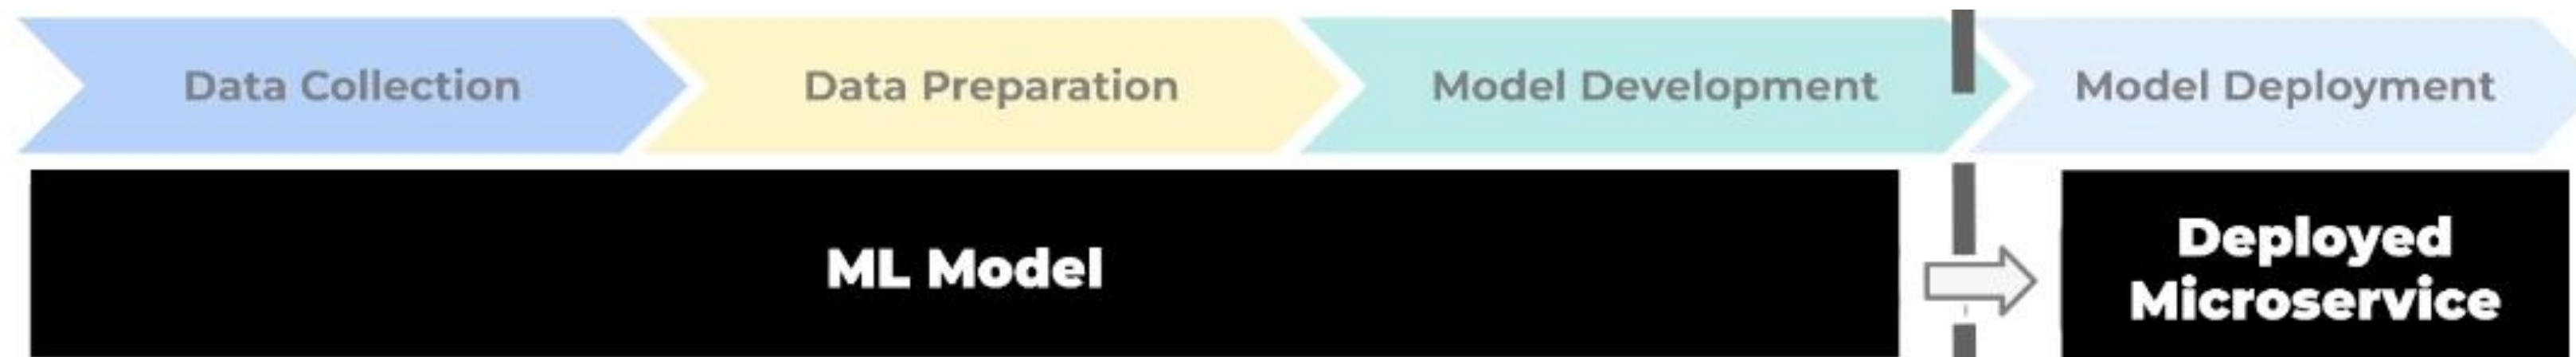 Data Collection
Data Preparation
Model Development
Model Deployment
ML Model
Deployed
Microservice